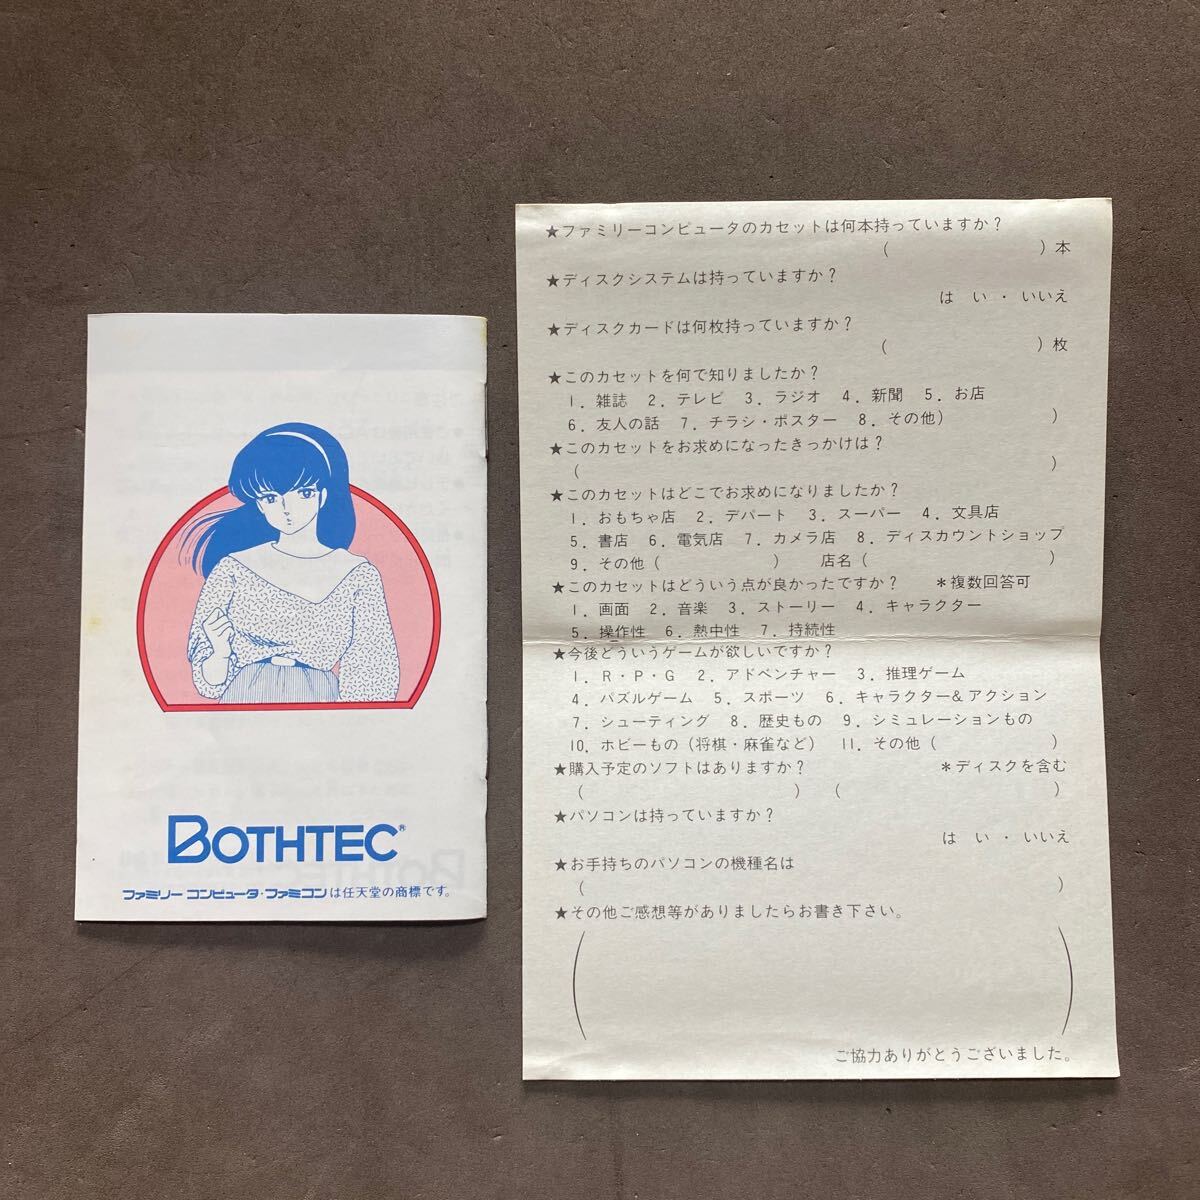 BOTHTEC®
ファミリーコンピュータ・ファミコンは任天堂の商標です。
★ファミリーコンピュータのカセットは何本持っていますか？
（　　　　　　　　）本
★ディスクシステムは持っていますか？
は　い・いいえ
★ディスクカードは何枚持っていますか？
（　　　　　　　　）枚
★このカセットを何で知りましたか？
1．雑誌　2．テレビ　3．ラジオ　4．新聞　5．お店
6．友人の話　7．チラシ・ポスター　8．その他）　　　　　）
★このカセットをお求めになったきっかけは？
（　　　　　　　　　　　　　　　　　　　　　　　　）
★このカセットはどこでお求めになりましたか？
1．おもちゃ店　2．デパート　3．スーパー　4．文具店
5．書店　6．電気店　7．カメラ店　8．ディスカウントショップ
9．その他（　　　　　）　店名（　　　　　　　　　）
★このカセットはどういう点が良かったですか？　＊複数回答可
1．画面　2．音楽　3．ストーリー　4．キャラクター
5．操作性　6．熱中性　7．持続性
★今後どういうゲームが欲しいですか？
1．R・P・G　2．アドベンチャー　3．推理ゲーム
4．パズルゲーム　5．スポーツ　6．キャラクター＆アクション
7．シューティング　8．歴史もの　9．シミュレーションもの
10．ホビーもの（将棋・麻雀など）　11．その他（　　　　　）
★購入予定のソフトはありますか？　　　　　　＊ディスクを含む
（　　　　　　　　　　）　（　　　　　　　　　　）
★パソコンは持っていますか？
は　い・いいえ
★お手持ちのパソコンの機種名は
（　　　　　　　　　　　　　　　　　　　　　　　　）
★その他ご感想等がありましたらお書き下さい。
（　　　　　　　　　　　　　　　　　　　　　　　　）
ご協力ありがとうございました。